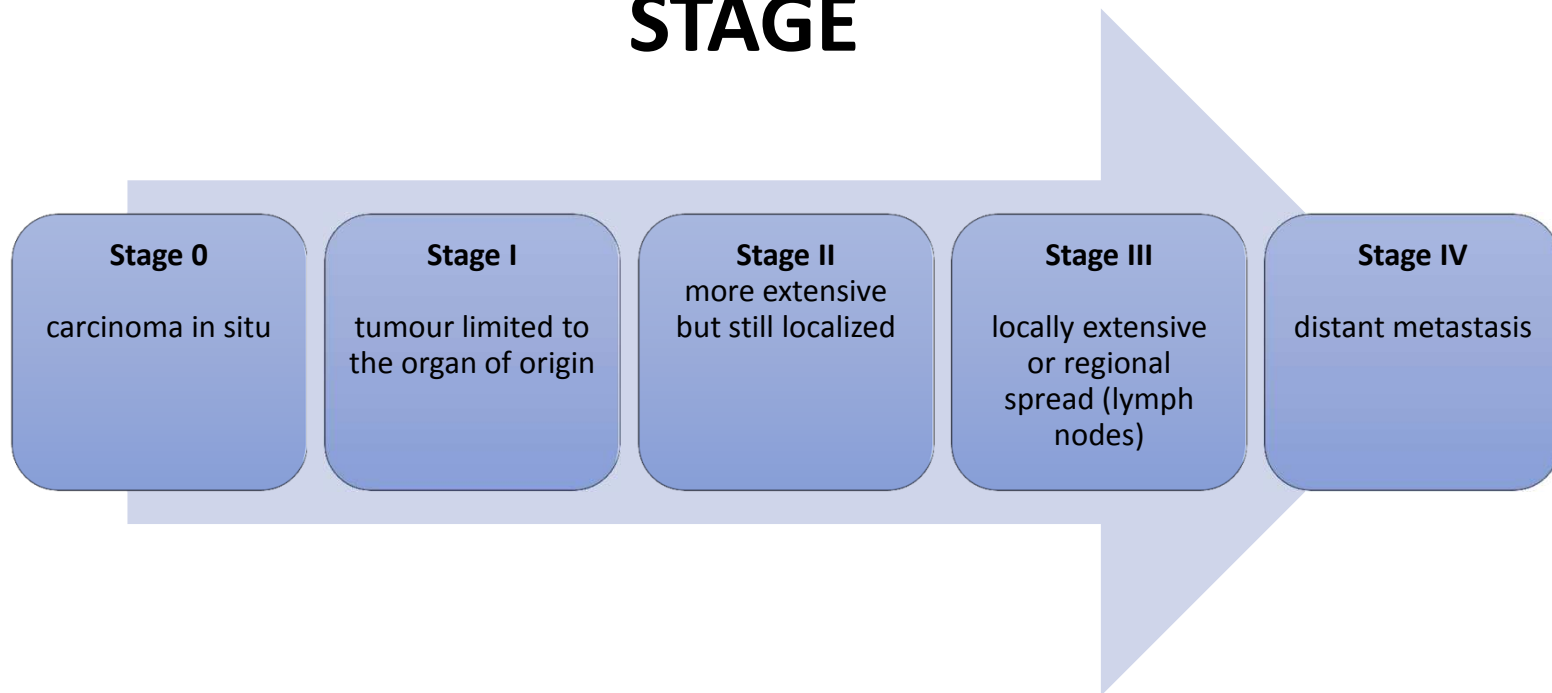 STAGE
Stage 0
carcinoma in situ
Stage I
tumour limited to
the organ of origin
Stage II
more extensive
but still localized
Stage III
locally extensive
or regional
spread (lymph
nodes)
Stage IV
distant metastasis